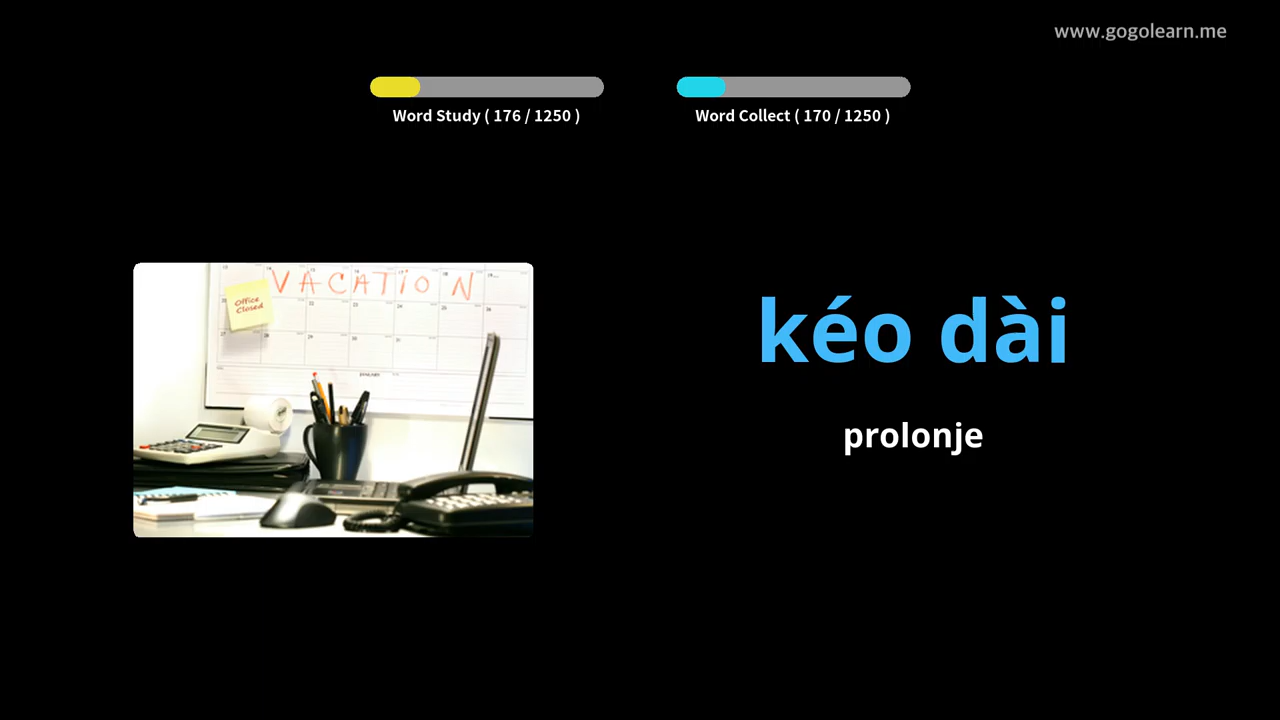 www.gogolearn.me
Word Study ( 176 / 1250 )
Word Collect ( 170 / 1250 )
VACATION
Office
Closed
kéo dài
prolonje